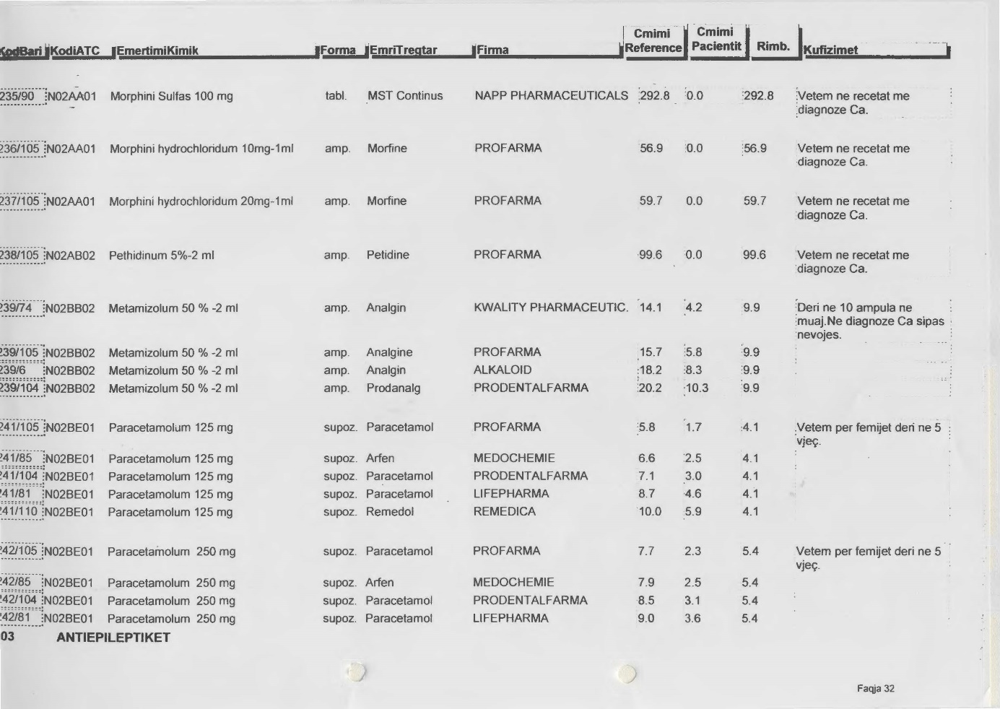 Cmimi Cmimi
KodBari KodiATC EmertimiKimik Forma EmriTregtar Firma Reference Pacientit Rimb. Kufizimet
235/90 N02AA01 Morphini Sulfas 100 mg tabl. MST Continus NAPP PHARMACEUTICALS 292.8 0.0 292.8 Vetem ne recetat me
diagnoze Ca.
236/105 N02AA01 Morphini hydrochloridum 10mg-1ml amp. Morfine PROFARMA 56.9 0.0 56.9 Vetem ne recetat me
diagnoze Ca.
237/105 N02AA01 Morphini hydrochloridum 20mg-1ml amp. Morfine PROFARMA 59.7 0.0 59.7 Vetem ne recetat me
diagnoze Ca.
238/105 N02AB02 Pethidinum 5%-2 ml amp. Petidine PROFARMA 99.6 0.0 99.6 Vetem ne recetat me
diagnoze Ca.
239/74 N02BB02 Metamizolum 50 % -2 ml amp. Analgin KWALITY PHARMACEUTIC. 14.1 4.2 9.9 Deri ne 10 ampula ne
muaj.Ne diagnoze Ca sipas
nevojes.
239/105 N02BB02 Metamizolum 50 % -2 ml amp. Analgine PROFARMA 15.7 5.8 9.9
239/6 N02BB02 Metamizolum 50 % -2 ml amp. Analgin ALKALOID 18.2 8.3 9.9
239/104 N02BB02 Metamizolum 50 % -2 ml amp. Prodanalg PRODENTALFARMA 20.2 10.3 9.9
241/105 N02BE01 Paracetamolum 125 mg supoz. Paracetamol PROFARMA 5.8 1.7 4.1 Vetem per femijet deri ne 5
vjeç.
241/85 N02BE01 Paracetamolum 125 mg supoz. Arfen MEDOCHEMIE 6.6 2.5 4.1
241/104 N02BE01 Paracetamolum 125 mg supoz. Paracetamol PRODENTALFARMA 7.1 3.0 4.1
241/81 N02BE01 Paracetamolum 125 mg supoz. Paracetamol LIFEPHARMA 8.7 4.6 4.1
241/110 N02BE01 Paracetamolum 125 mg supoz. Remedol REMEDICA 10.0 5.9 4.1
242/105 N02BE01 Paracetamolum 250 mg supoz. Paracetamol PROFARMA 7.7 2.3 5.4 Vetem per femijet deri ne 5
vjeç.
242/85 N02BE01 Paracetamolum 250 mg supoz. Arfen MEDOCHEMIE 7.9 2.5 5.4
242/104 N02BE01 Paracetamolum 250 mg supoz. Paracetamol PRODENTALFARMA 8.5 3.1 5.4
242/81 N02BE01 Paracetamolum 250 mg supoz. Paracetamol LIFEPHARMA 9.0 3.6 5.4
03 ANTIEPILEPTIKET
Faqja 32